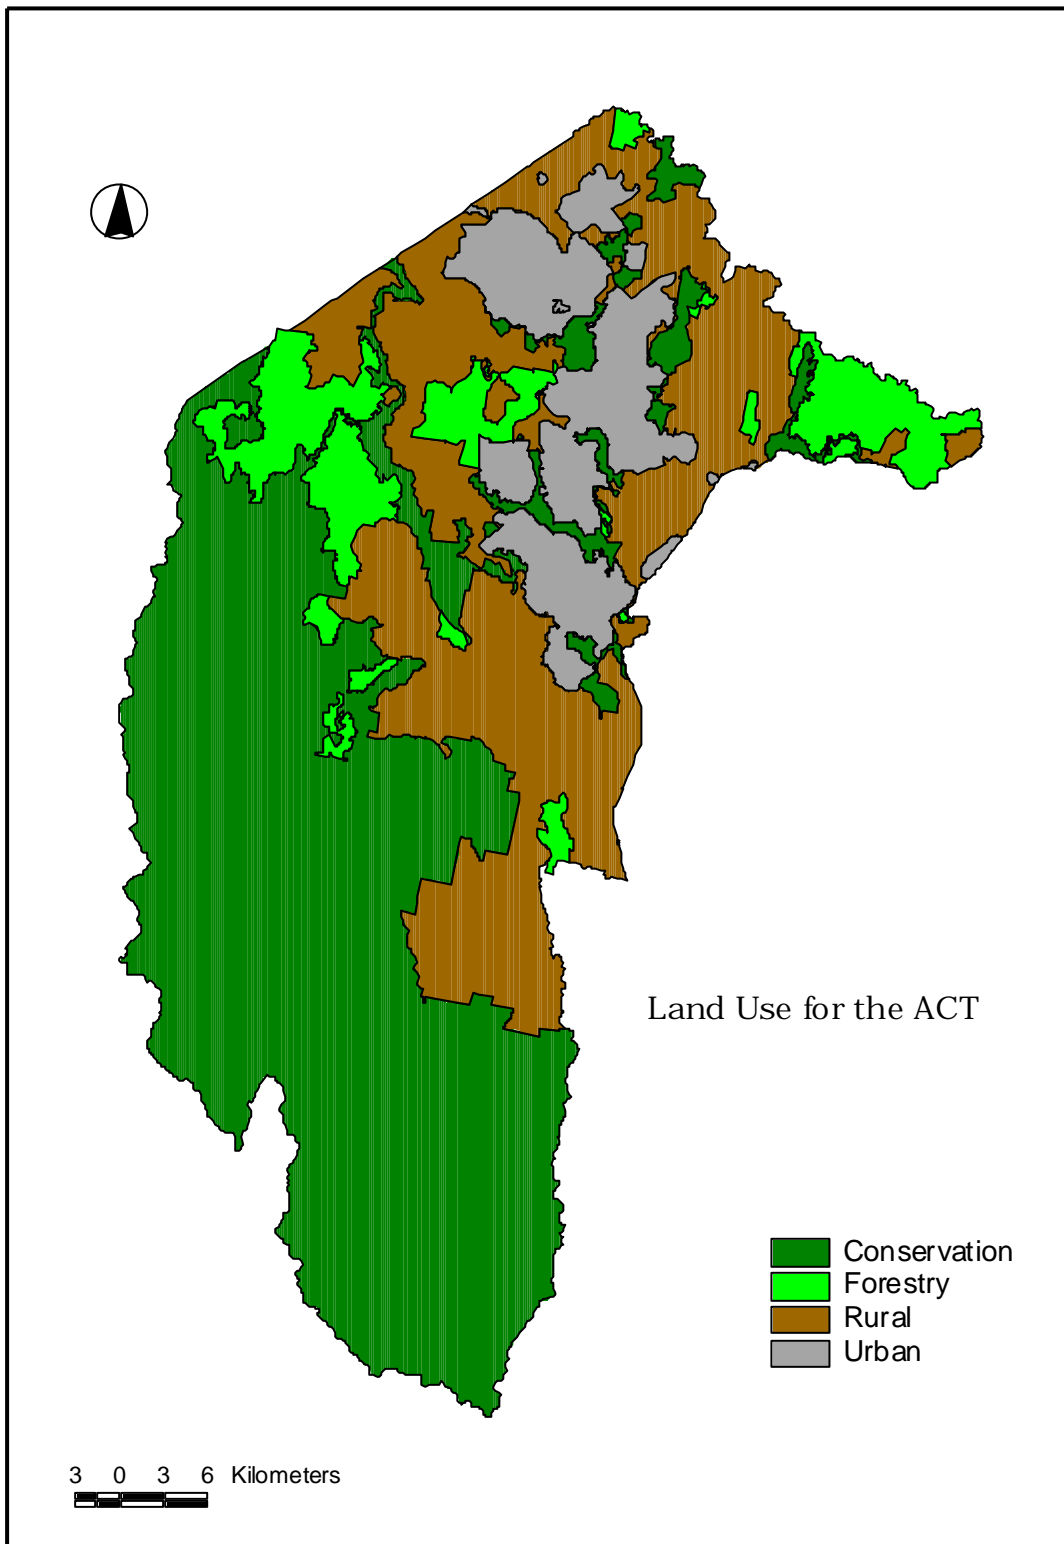 Land Use for the ACT
Conservation
Forestry
Rural
Urban
3 0 3 6 Kilometers